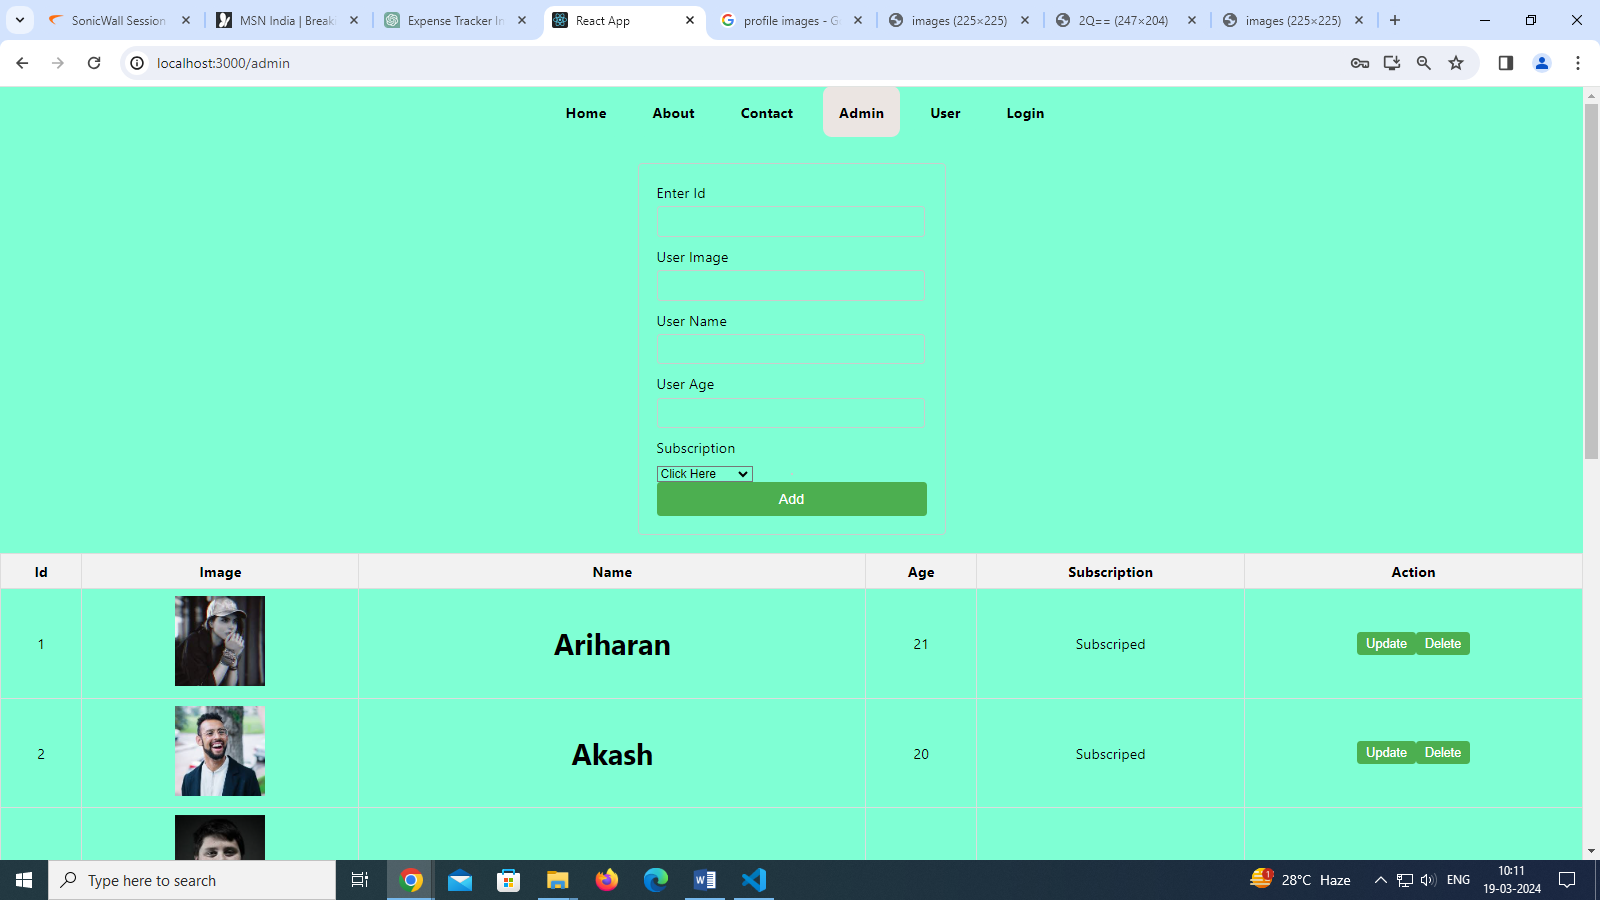 SonicWall Session
MSN India | Break
Expense Tracker In
React App
profile images - G
images (225×225)
2Q== (247×204)
images (225×225)
localhost:3000/admin
Home About Contact Admin User Login
Enter Id
User Image
User Name
User Age
Subscription
Click Here
Add
Id Image Name Age Subscription Action
1 Ariharan 21 Subscriped Update Delete
2 Akash 20 Subscriped Update Delete
Type here to search
1
28°C Haze
ENG
10:11
19-03-2024